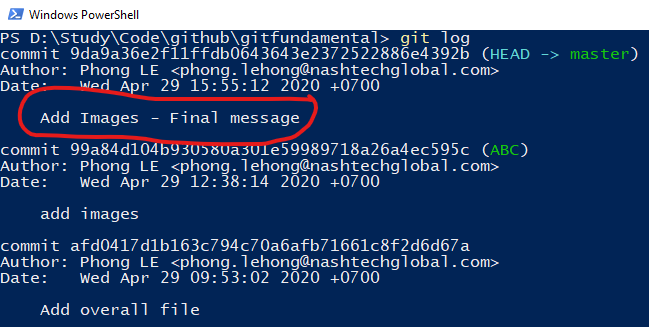 Windows PowerShell
PS D:\Study\Code\github\gitfundamental> git log
commit 9da9a36e2f11ffdb0643643e2372522886e4392b (HEAD -> master)
Author: Phong LE <phong.lehong@nashtechglobal.com>
Date:   Wed Apr 29 15:55:12 2020 +0700
Add Images - Final message
commit 99a84d104b930580a301e59989718a26a4ec595c (ABC)
Author: Phong LE <phong.lehong@nashtechglobal.com>
Date:   Wed Apr 29 12:38:14 2020 +0700
add images
commit afd0417d1b163c794c70a6afb71661c8f2d6d67a
Author: Phong LE <phong.lehong@nashtechglobal.com>
Date:   Wed Apr 29 09:53:02 2020 +0700
Add overall file